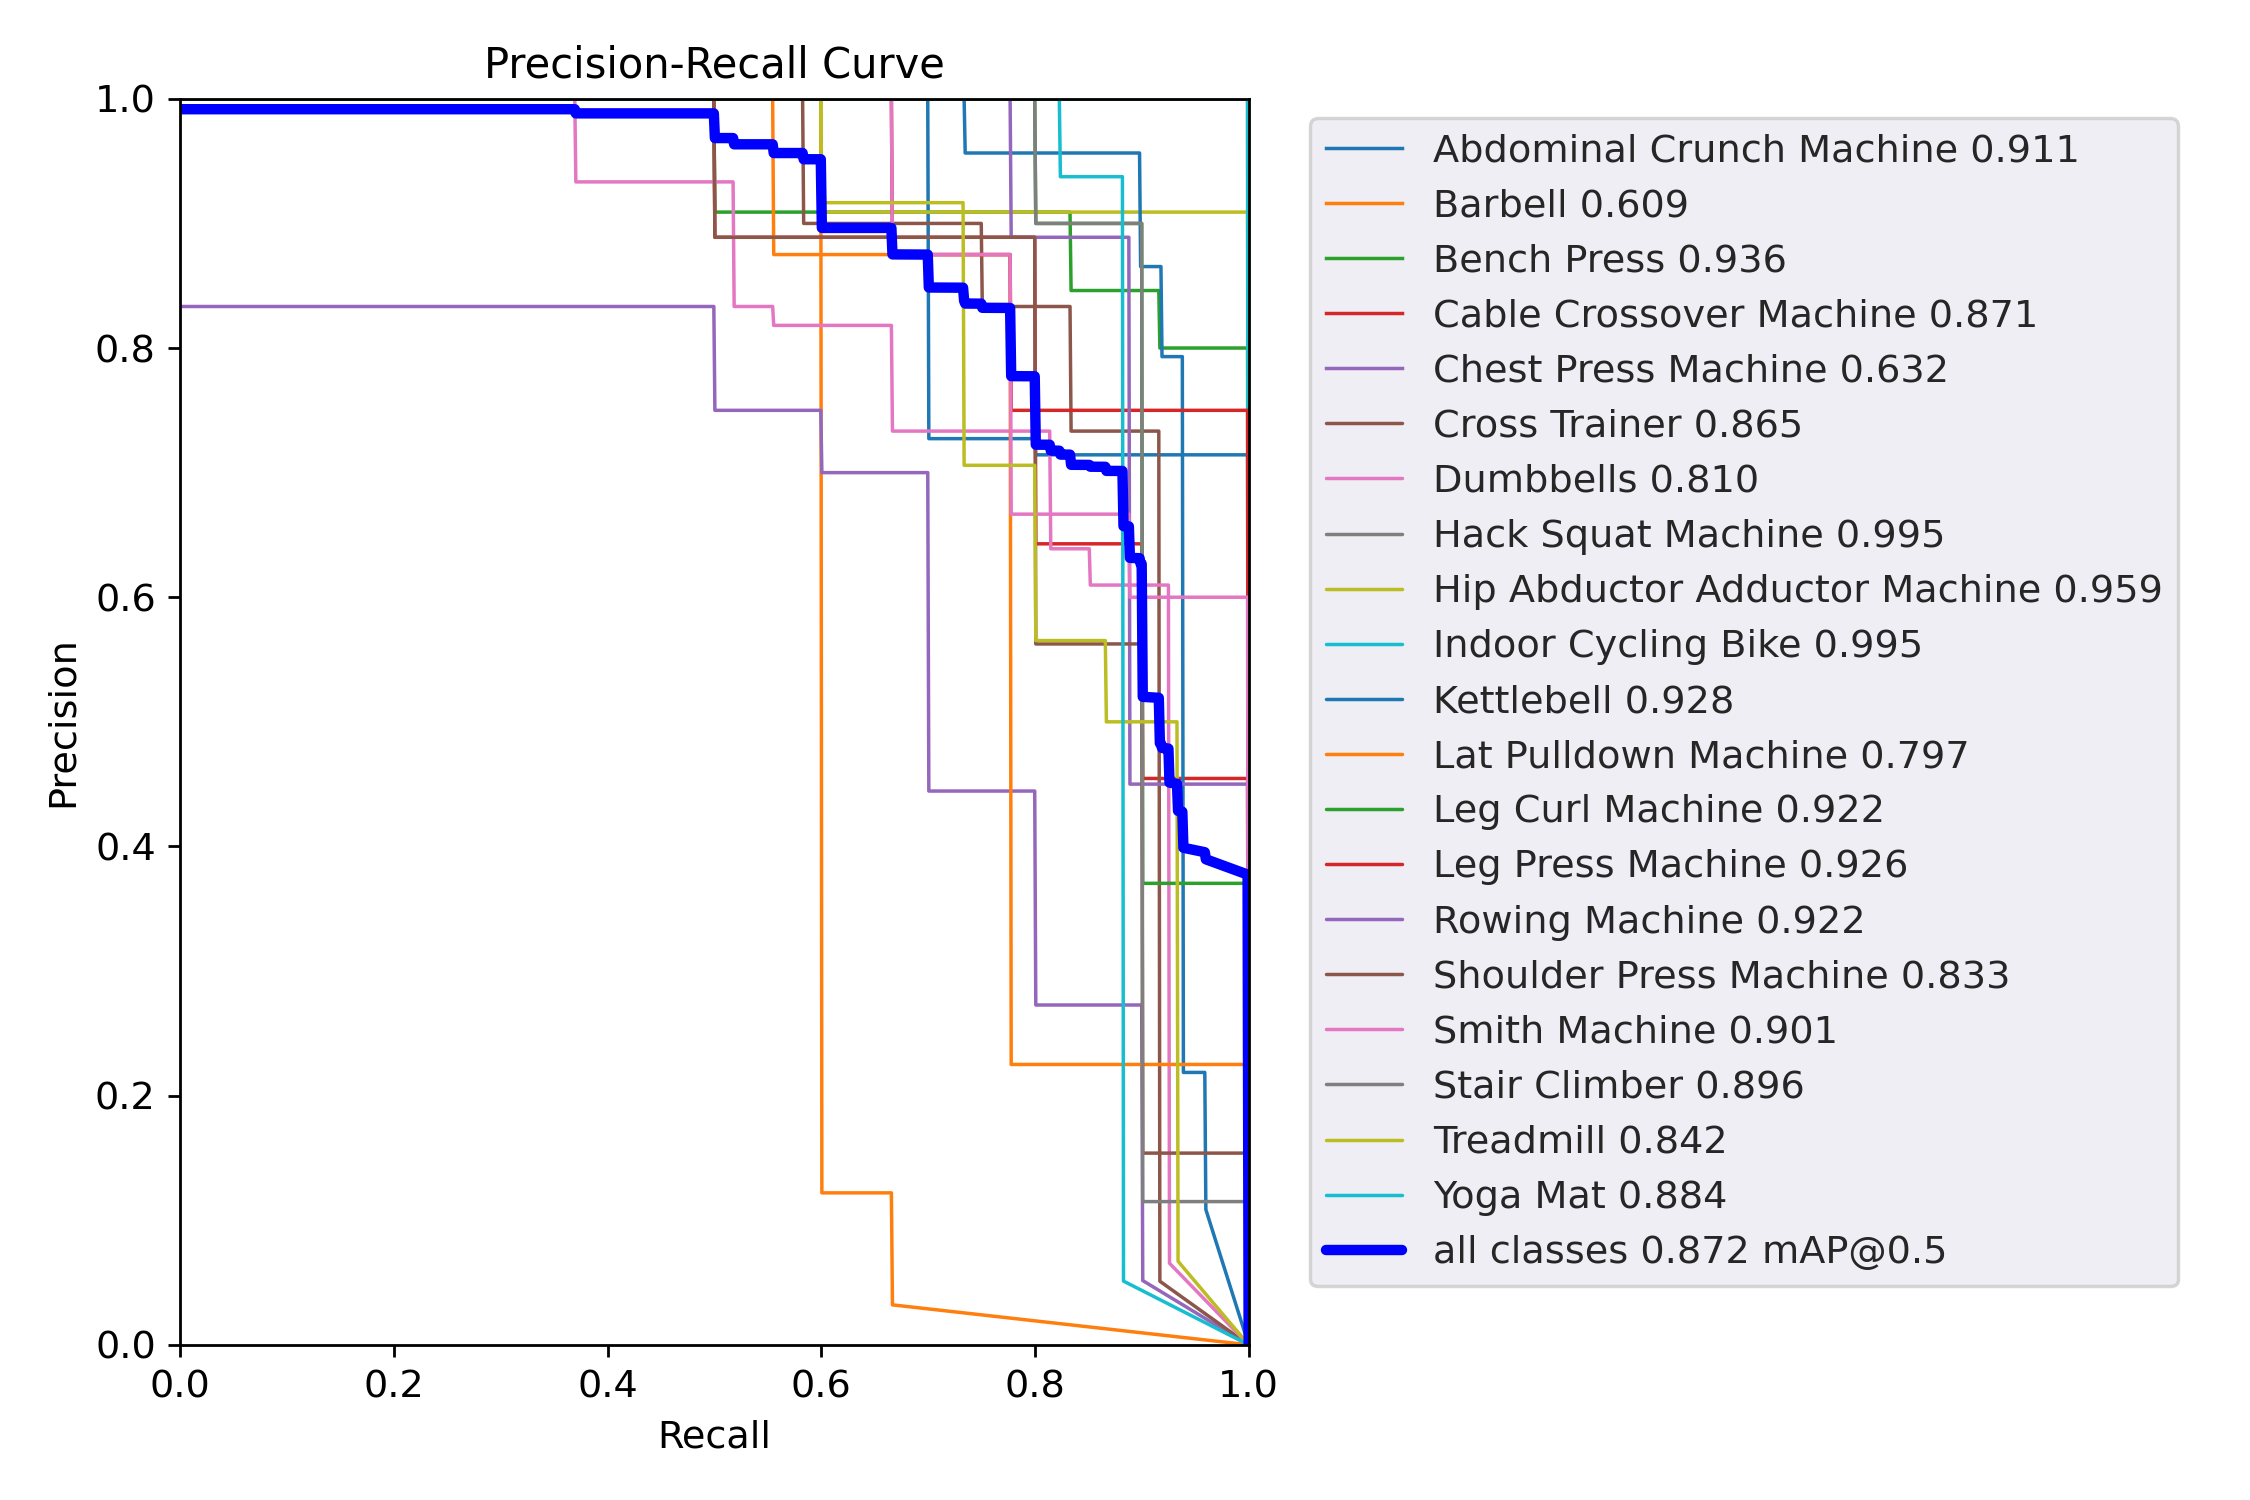 Precision-Recall Curve
1.0
0.8
0.6
0.4
0.2
0.0
Precision
0.0 0.2 0.4 0.6 0.8 1.0
Recall
Abdominal Crunch Machine 0.911
Barbell 0.609
Bench Press 0.936
Cable Crossover Machine 0.871
Chest Press Machine 0.632
Cross Trainer 0.865
Dumbbells 0.810
Hack Squat Machine 0.995
Hip Abductor Adductor Machine 0.959
Indoor Cycling Bike 0.995
Kettlebell 0.928
Lat Pulldown Machine 0.797
Leg Curl Machine 0.922
Leg Press Machine 0.926
Rowing Machine 0.922
Shoulder Press Machine 0.833
Smith Machine 0.901
Stair Climber 0.896
Treadmill 0.842
Yoga Mat 0.884
all classes 0.872 mAP@0.5